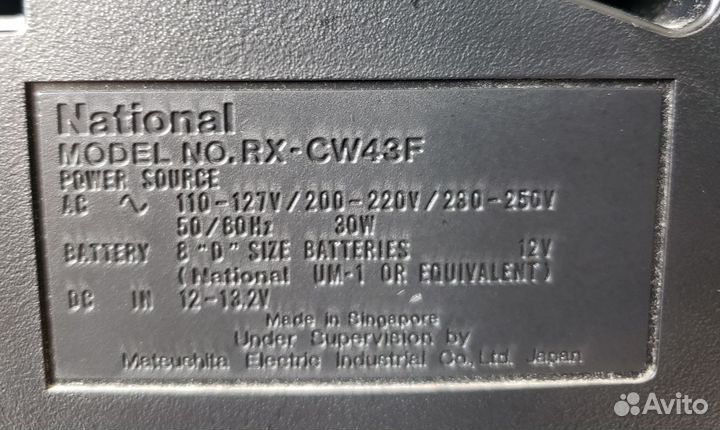 National
MODEL NO. RX-CW43F
POWER SOURCE
AC ∿ 110-127V/200-220V/230-250V
50/60Hz 30W
BATTERY 8 "D" SIZE BATTERIES 12V
(National UM-1 OR EQUIVALENT)
DC IN 12-13.2V
Made in Singapore
Under Supervision by
Matsushita Electric Industrial Co., Ltd. Japan
Avito